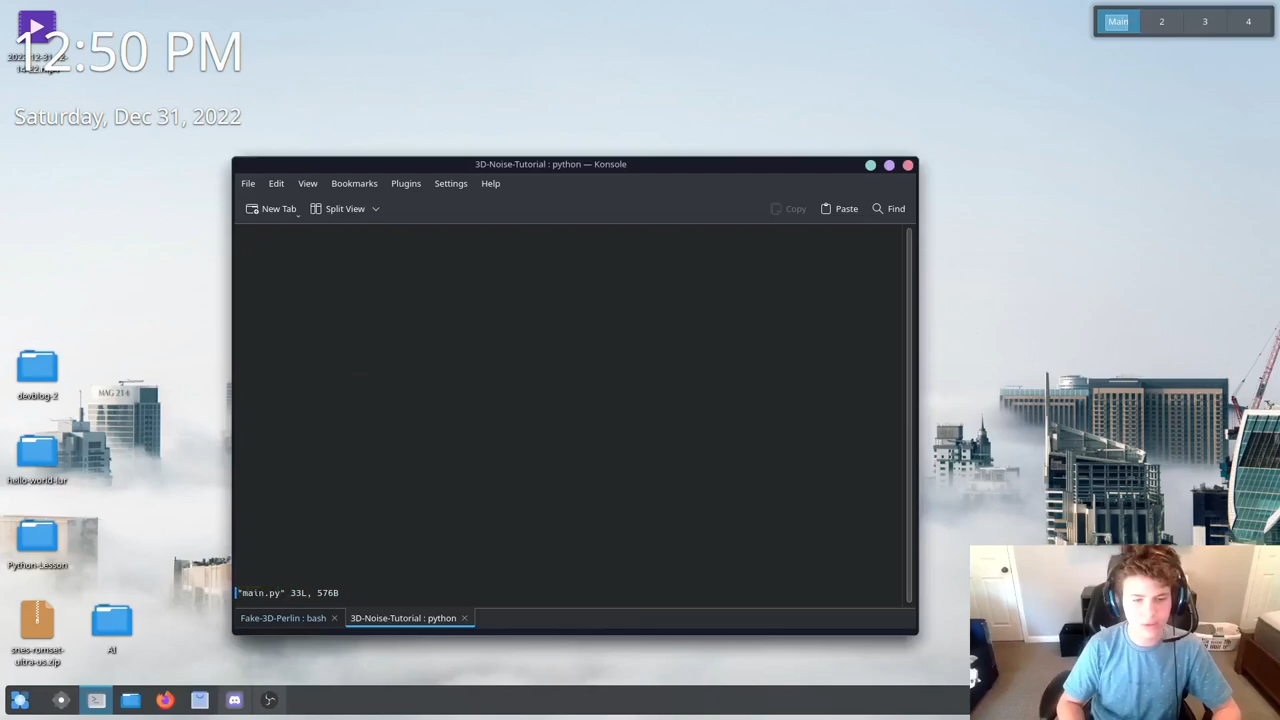 12:50 PM
Saturday, Dec 31, 2022
Main
2
3
4
3D-Noise-Tutorial : python — Konsole
File
Edit
View
Bookmarks
Plugins
Settings
Help
New Tab
Split View
Copy
Paste
Find
MAG 214
devblog-2
hello-world-lur
Python-Lesson
snes-romset-
ultra-us.zip
AI
"main.py" 33L, 576B
Fake-3D-Perlin : bash
3D-Noise-Tutorial : python